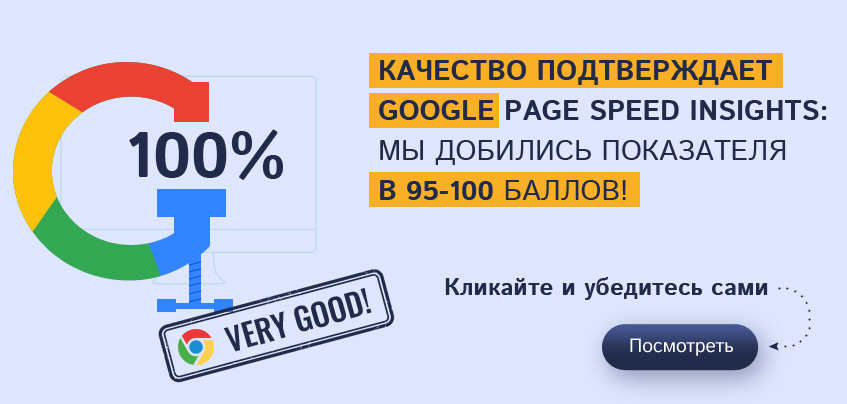 100%
КАЧЕСТВО ПОДТВЕРЖДАЕТ
GOOGLE PAGE SPEED INSIGHTS:
МЫ ДОБИЛИСЬ ПОКАЗАТЕЛЯ
В 95-100 БАЛЛОВ!
VERY GOOD!
Кликайте и убедитесь сами
Посмотреть